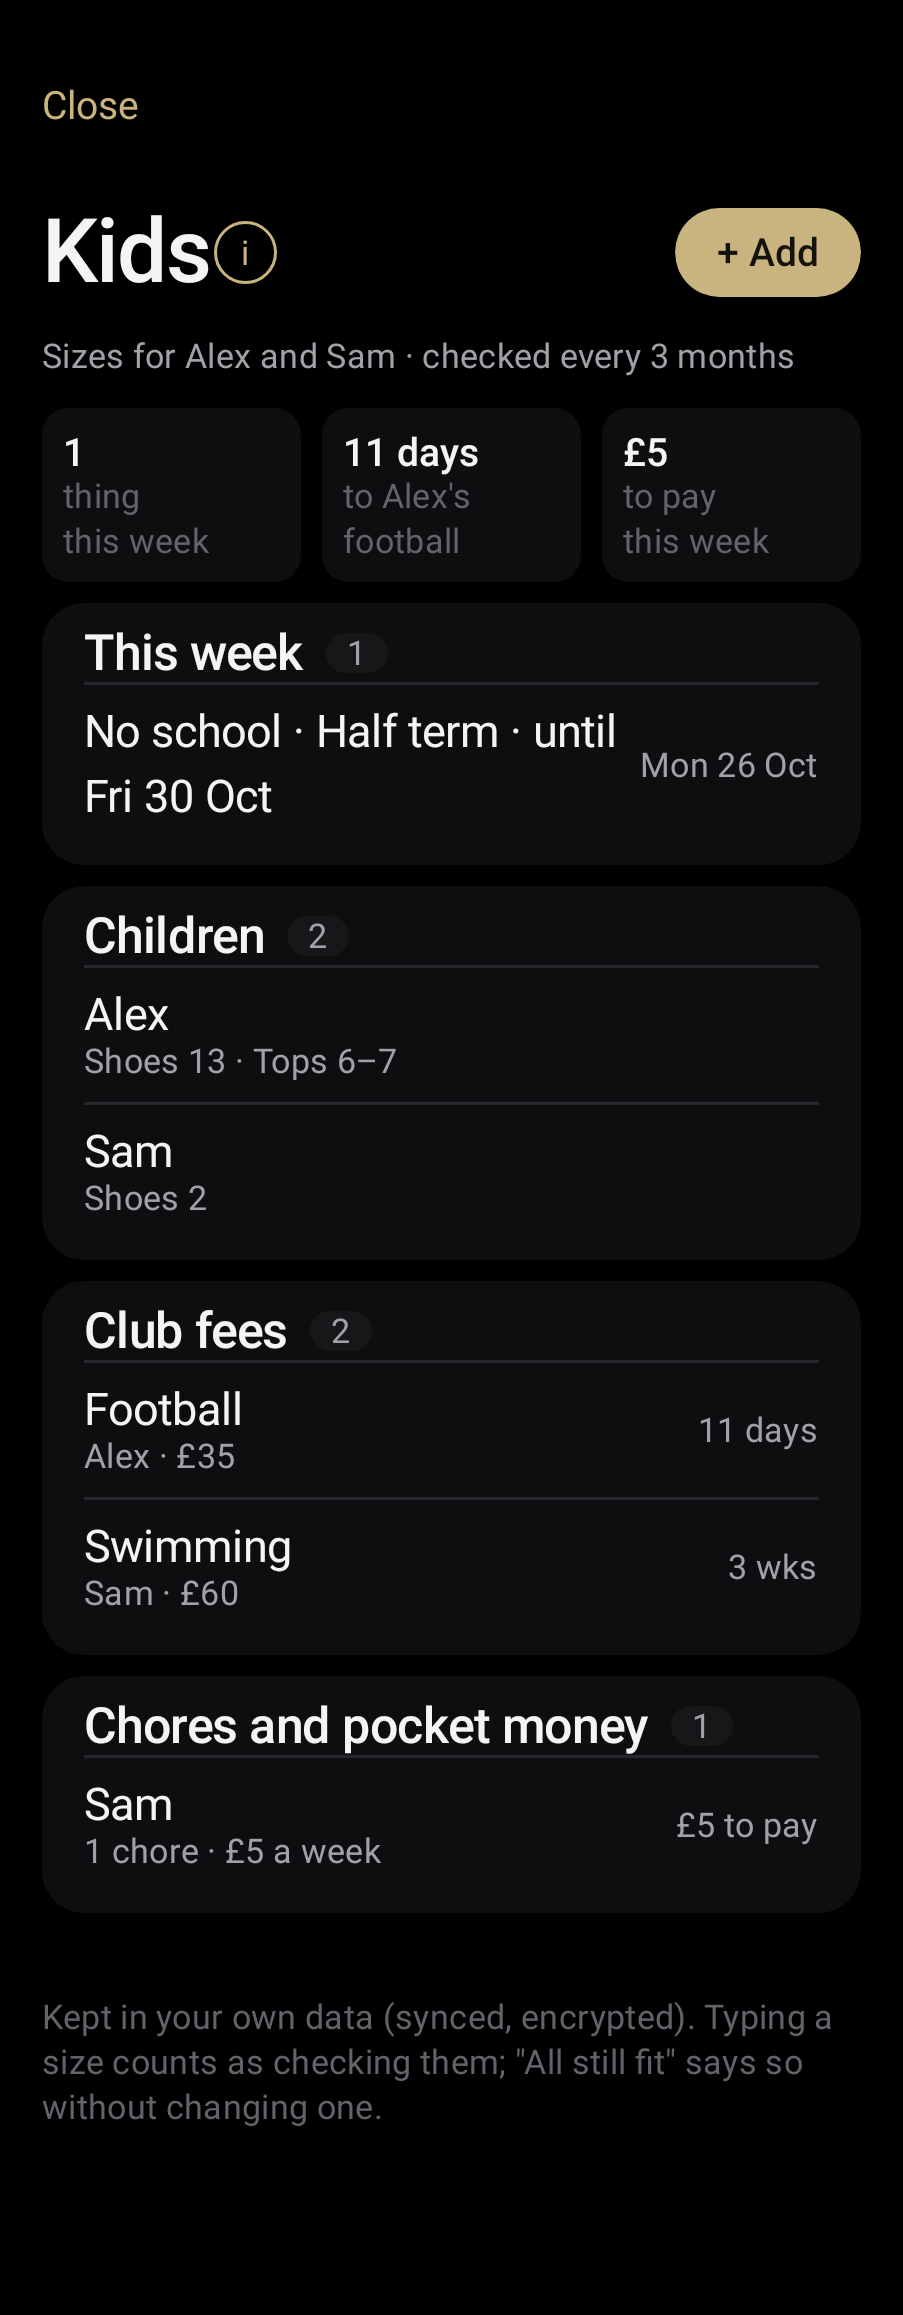 Close
Kids i
+ Add
Sizes for Alex and Sam · checked every 3 months
1
thing
this week
11 days
to Alex's
football
£5
to pay
this week
This week 1
No school · Half term · until
Fri 30 Oct
Mon 26 Oct
Children 2
Alex
Shoes 13 · Tops 6–7
Sam
Shoes 2
Club fees 2
Football
Alex · £35
11 days
Swimming
Sam · £60
3 wks
Chores and pocket money 1
Sam
1 chore · £5 a week
£5 to pay
Kept in your own data (synced, encrypted). Typing a
size counts as checking them; "All still fit" says so
without changing one.